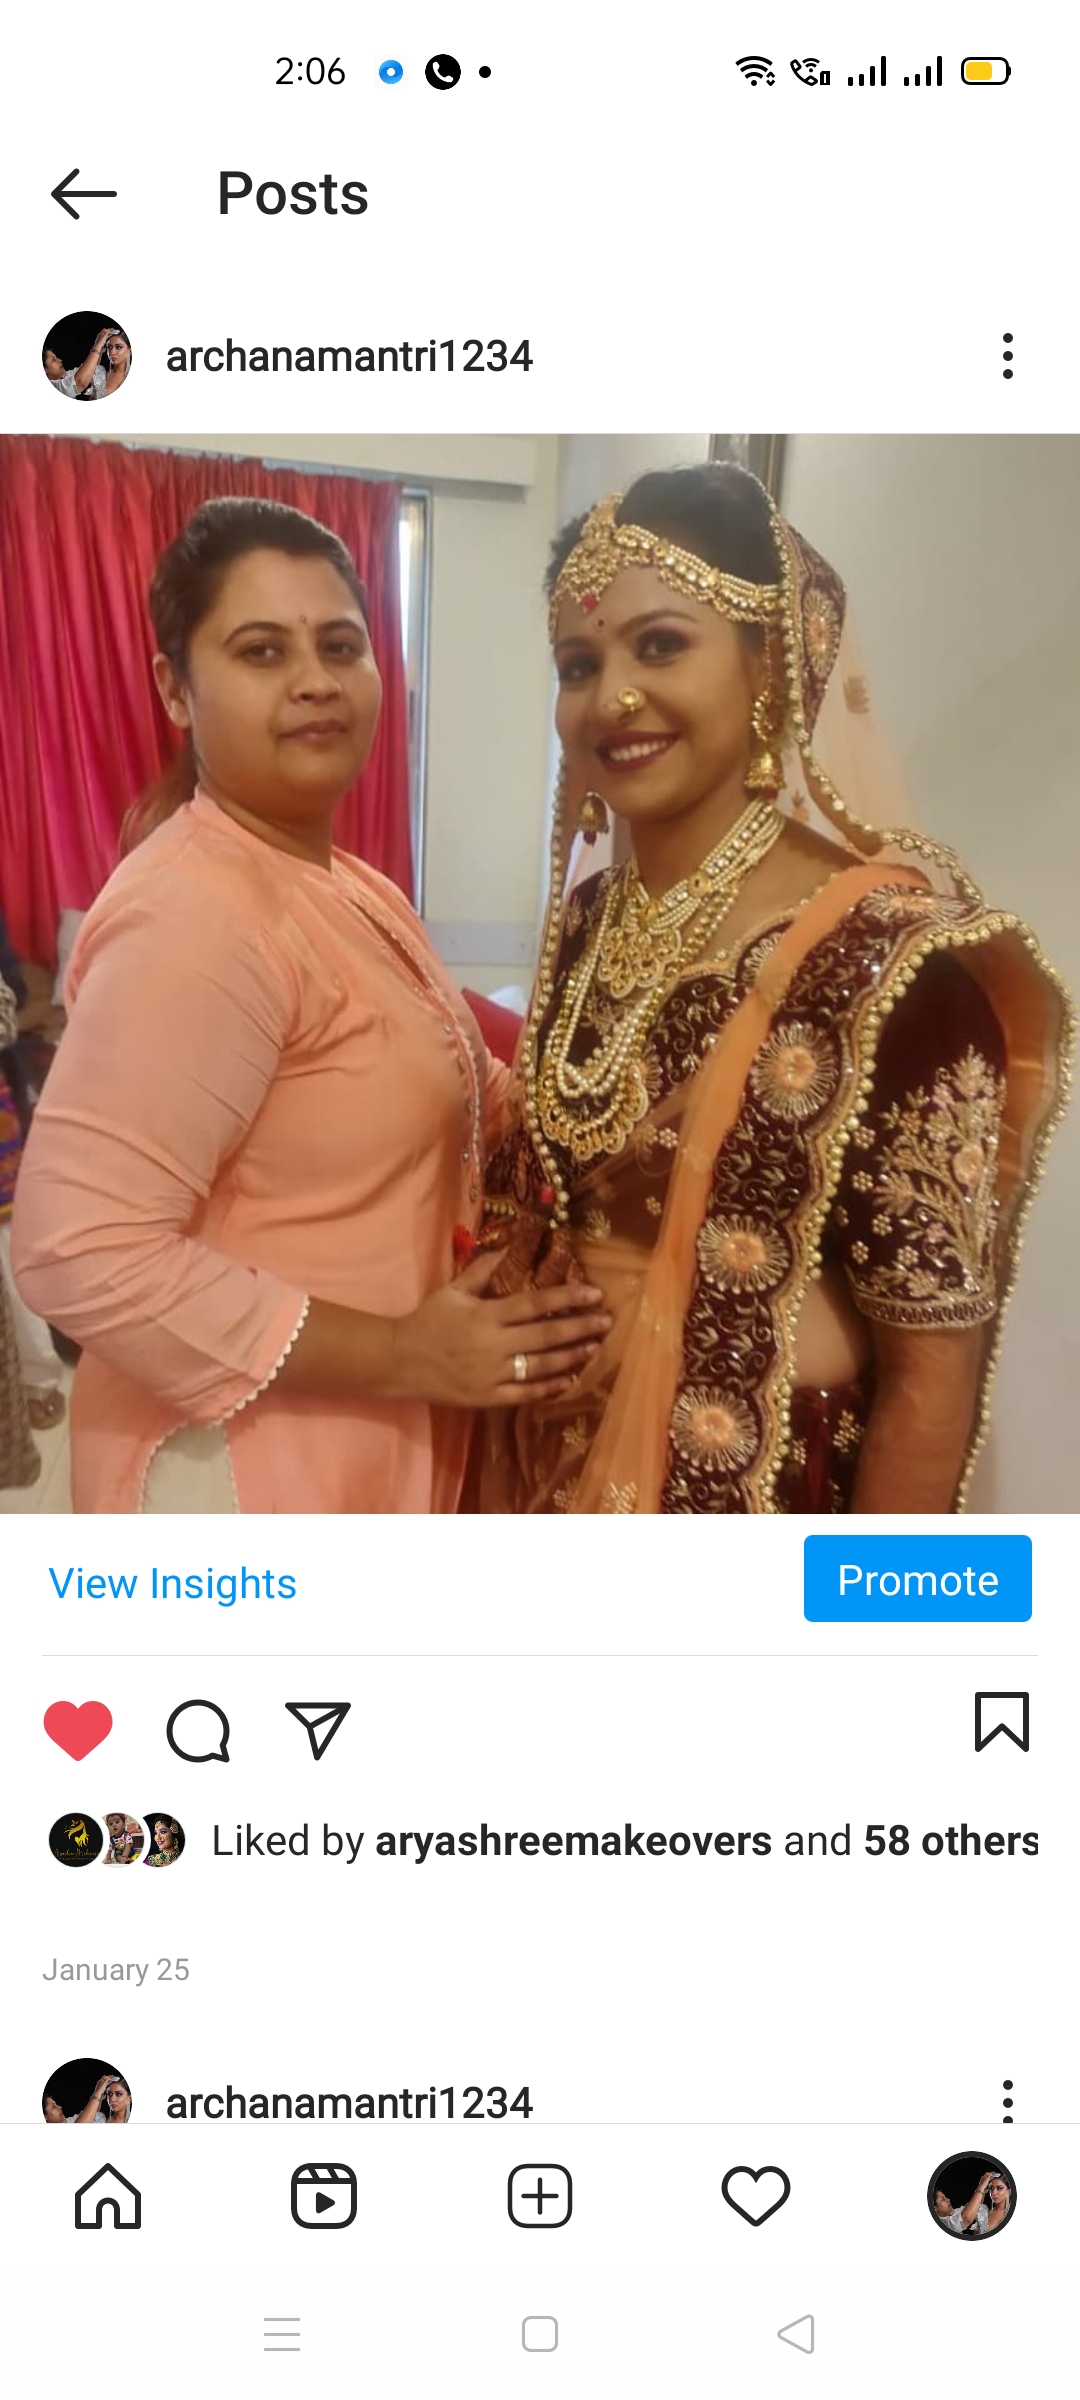 2:06
Posts
archanamantri1234
View Insights
Promote
Liked by aryashreemakeovers and 58 others
January 25
archanamantri1234